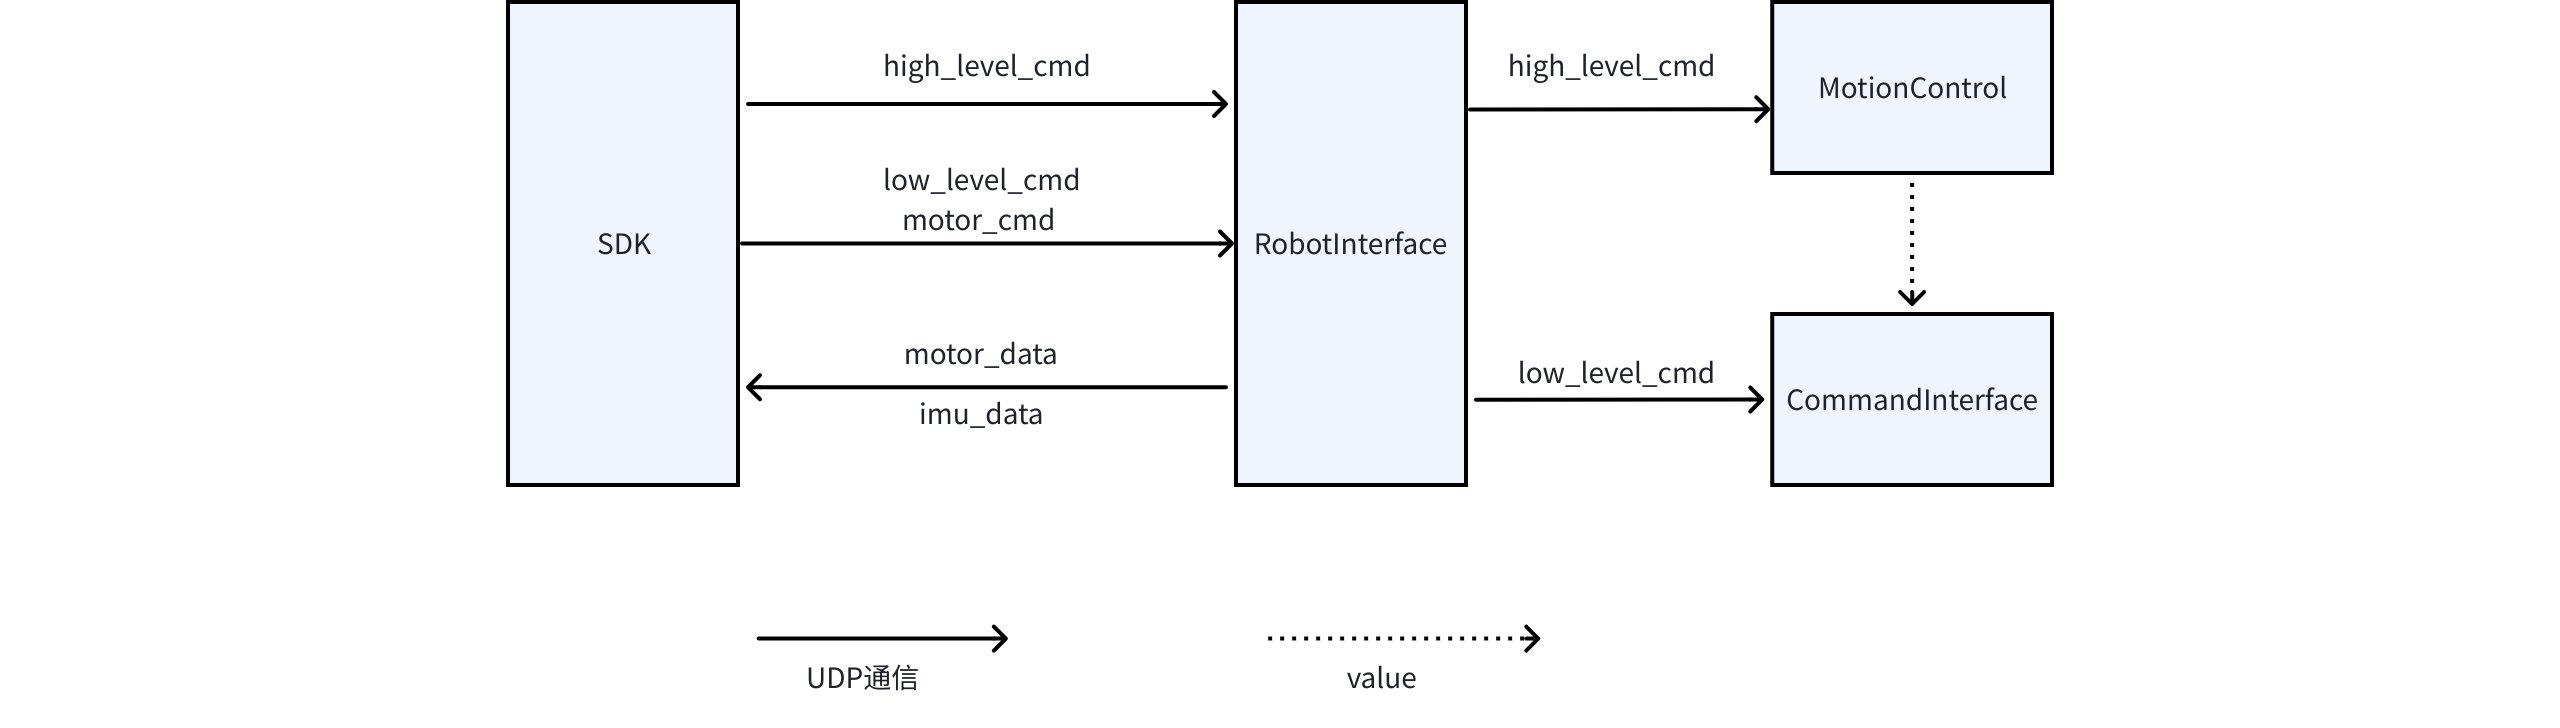 high_level_cmd
high_level_cmd
MotionControl
low_level_cmd
motor_cmd
SDK
RobotInterface
motor_data
imu_data
low_level_cmd
CommandInterface
UDP通信
value